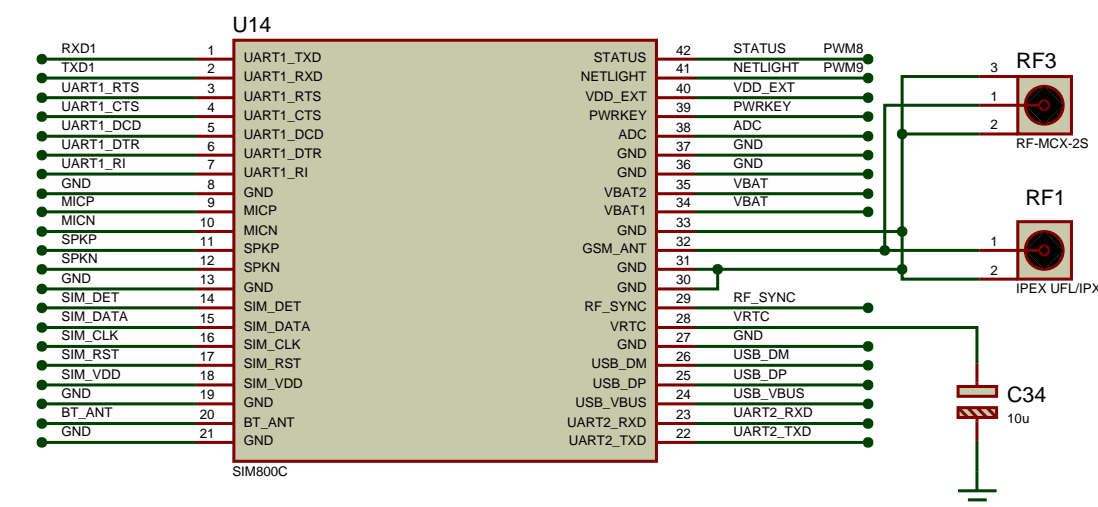 U14
RXD1 1 UART1_TXD STATUS 42 STATUS PWM8
TXD1 2 UART1_RXD NETLIGHT 41 NETLIGHT PWM9
UART1_RTS 3 UART1_RTS VDD_EXT 40 VDD_EXT
UART1_CTS 4 UART1_CTS PWRKEY 39 PWRKEY
UART1_DCD 5 UART1_DCD ADC 38 ADC
UART1_DTR 6 UART1_DTR GND 37 GND
UART1_RI 7 UART1_RI GND 36 GND
GND 8 GND VBAT2 35 VBAT
MICP 9 MICP VBAT1 34 VBAT
MICN 10 MICN GND 33
SPKP 11 SPKP GSM_ANT 32
SPKN 12 SPKN GND 31
GND 13 GND GND 30
SIM_DET 14 SIM_DET RF_SYNC 29 RF_SYNC
SIM_DATA 15 SIM_DATA VRTC 28 VRTC
SIM_CLK 16 SIM_CLK GND 27 GND
SIM_RST 17 SIM_RST USB_DM 26 USB_DM
SIM_VDD 18 SIM_VDD USB_DP 25 USB_DP
GND 19 GND USB_VBUS 24 USB_VBUS
BT_ANT 20 BT_ANT UART2_RXD 23 UART2_RXD
GND 21 GND UART2_TXD 22 UART2_TXD
SIM800C
RF3
3
1
2
RF-MCX-2S
RF1
1
2
IPEX UFL/IPX
C34
10u